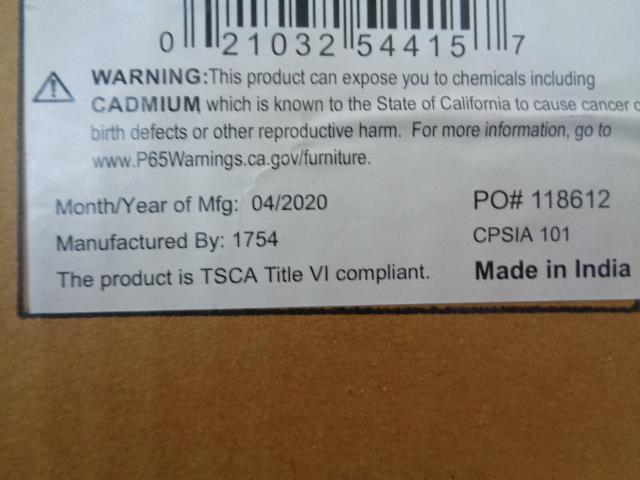 0 21032 54415 7
WARNING:This product can expose you to chemicals including
CADMIUM, which is known to the State of California to cause cancer
birth defects or other reproductive harm. For more information, go to
www.P65Warnings.ca.gov/furniture.
Month/Year of Mfg: 04/2020
PO# 118612
Manufactured By: 1754
CPSIA 101
The product is TSCA Title VI compliant.
Made in India